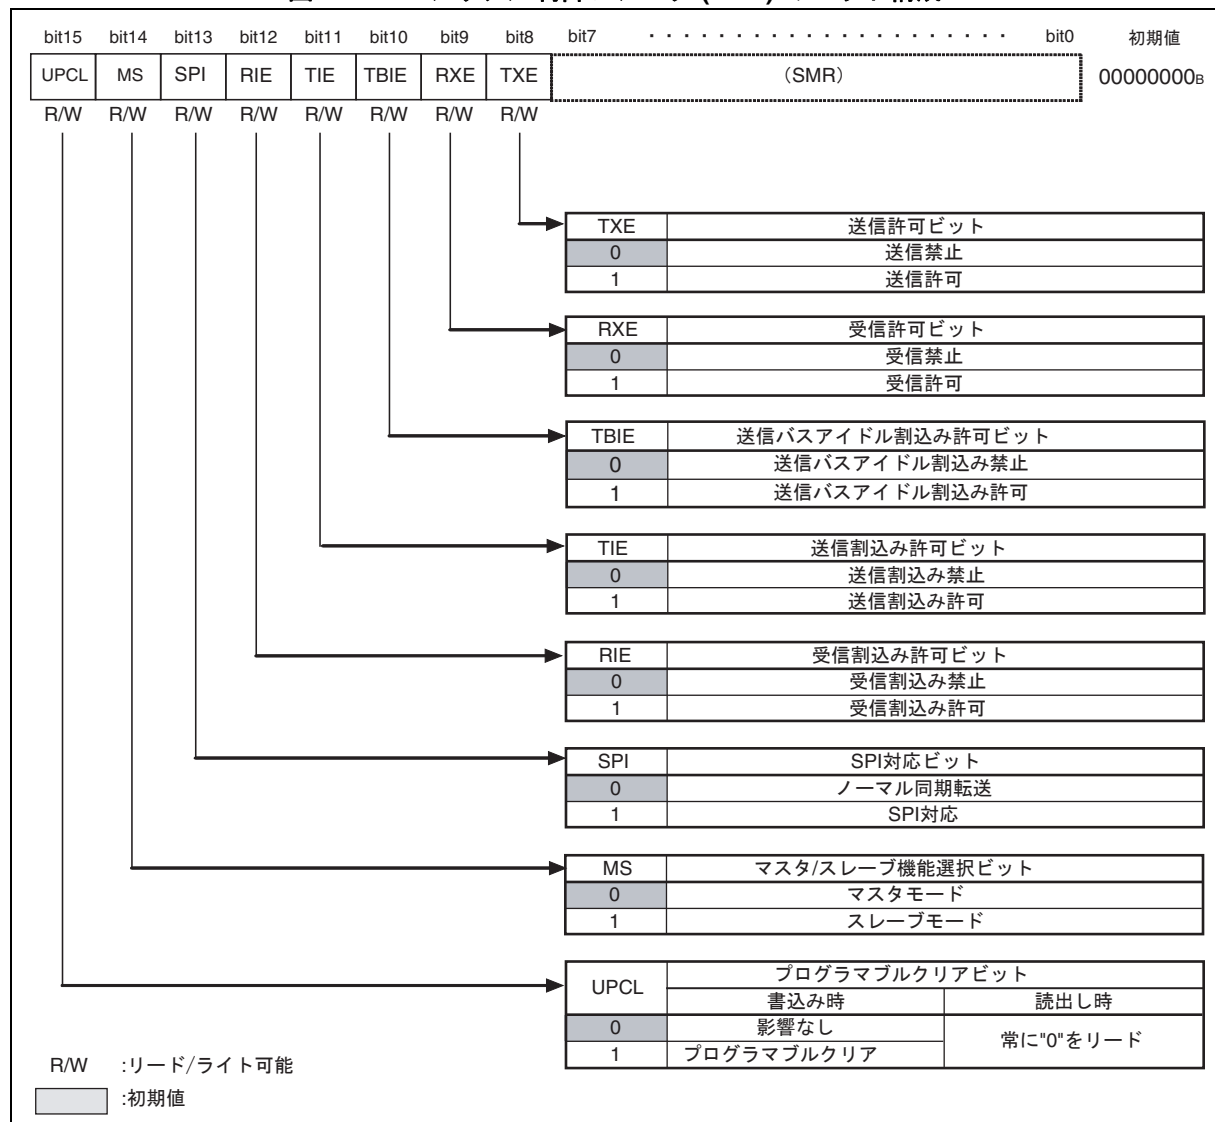 bit15 bit14 bit13 bit12 bit11 bit10 bit9 bit8 bit7 ・・・・・・・・・・・・・・・・・・・・・ bit0 初期値
UPCL MS SPI RIE TIE TBIE RXE TXE (SMR) 00000000B
R/W R/W R/W R/W R/W R/W R/W R/W
TXE 送信許可ビット
0 送信禁止
1 送信許可
RXE 受信許可ビット
0 受信禁止
1 受信許可
TBIE 送信バスアイドル割込み許可ビット
0 送信バスアイドル割込み禁止
1 送信バスアイドル割込み許可
TIE 送信割込み許可ビット
0 送信割込み禁止
1 送信割込み許可
RIE 受信割込み許可ビット
0 受信割込み禁止
1 受信割込み許可
SPI SPI対応ビット
0 ノーマル同期転送
1 SPI対応
MS マスタ/スレーブ機能選択ビット
0 マスタモード
1 スレーブモード
UPCL プログラマブルクリアビット
書込み時 読出し時
0 影響なし 常に"0"をリード
1 プログラマブルクリア
R/W :リード/ライト可能
:初期値